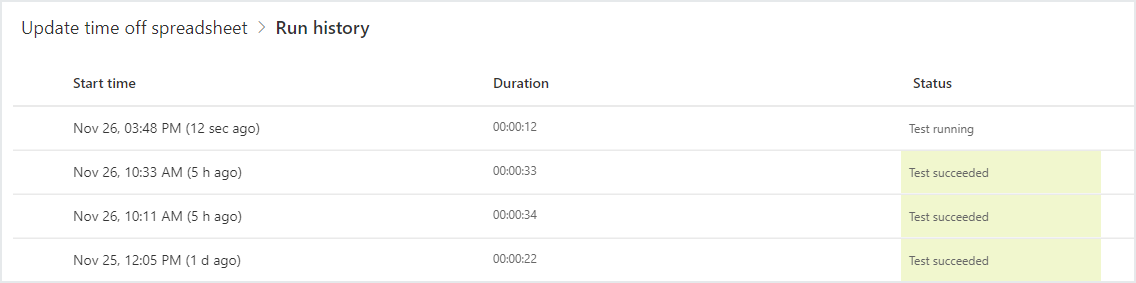 Update time off spreadsheet > Run history
Start time Duration Status
Nov 26, 03:48 PM (12 sec ago) 00:00:12 Test running
Nov 26, 10:33 AM (5 h ago) 00:00:33 Test succeeded
Nov 26, 10:11 AM (5 h ago) 00:00:34 Test succeeded
Nov 25, 12:05 PM (1 d ago) 00:00:22 Test succeeded